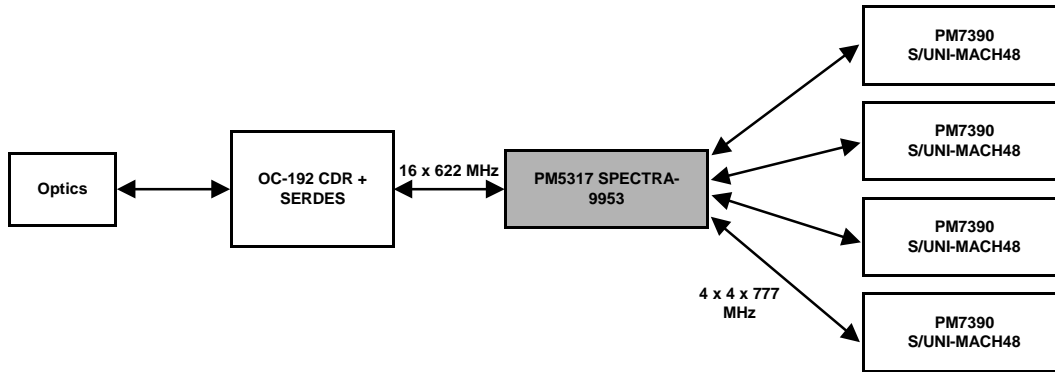 Optics
OC-192 CDR +
SERDES
16 x 622 MHz
PM5317 SPECTRA-
9953
4 x 4 x 777
MHz
PM7390
S/UNI-MACH48
PM7390
S/UNI-MACH48
PM7390
S/UNI-MACH48
PM7390
S/UNI-MACH48